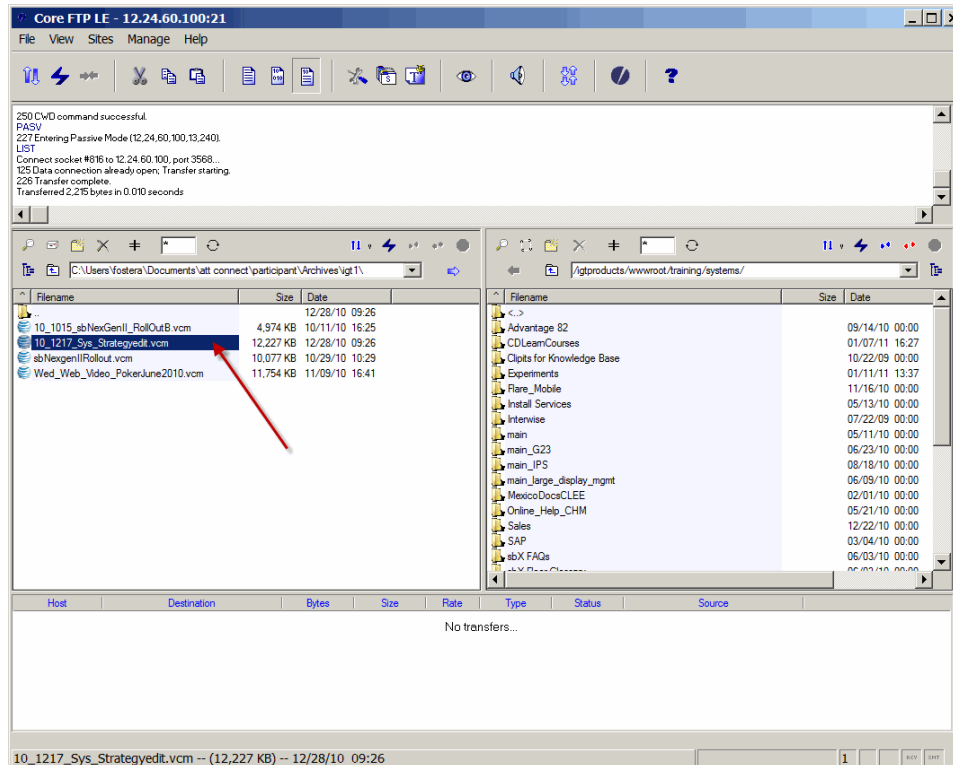 Core FTP LE - 12.24.60.100:21
File View Sites Manage Help
250 CWD command successful.
PASV
227 Entering Passive Mode (12,24,60,100,13,240).
LIST
Connect socket #816 to 12.24.60.100, port 3568...
125 Data connection already open; Transfer starting.
226 Transfer complete.
Transferred 2,215 bytes in 0.010 seconds
C:\Users\fostera\Documents\att connect\participant\Archives\igt1\
/igtproducts/wwwroot/training/systems/
^ Filename Size Date
.. 12/28/10 09:26
10_1015_sbNexGenII_RollOutB.vcm 4,974 KB 10/11/10 16:25
10_1217_Sys_Strategyedit.vcm 12,227 KB 12/28/10 09:26
sbNexgenIIRollout.vcm 10,077 KB 10/29/10 10:29
Wed_Web_Video_PokerJune2010.vcm 11,754 KB 11/09/10 16:41
^ Filename Size Date
<..>
Advantage 82 09/14/10 00:00
CDLearnCourses 01/07/11 16:27
Clipits for Knowledge Base 10/22/09 00:00
Experiments 01/11/11 13:37
Flare_Mobile 11/16/10 00:00
Install Services 05/13/10 00:00
Interwise 07/22/09 00:00
main 05/11/10 00:00
main_G23 06/23/10 00:00
main_IPS 08/18/10 00:00
main_large_display_mgmt 06/09/10 00:00
MexicoDocsCLEE 02/01/10 00:00
Online_Help_CHM 05/21/10 00:00
Sales 12/22/10 00:00
SAP 03/04/10 00:00
sbX FAQs 06/03/10 00:00
Host Destination Bytes Size Rate Type Status Source
No transfers...
10_1217_Sys_Strategyedit.vcm -- (12,227 KB) -- 12/28/10 09:26
1